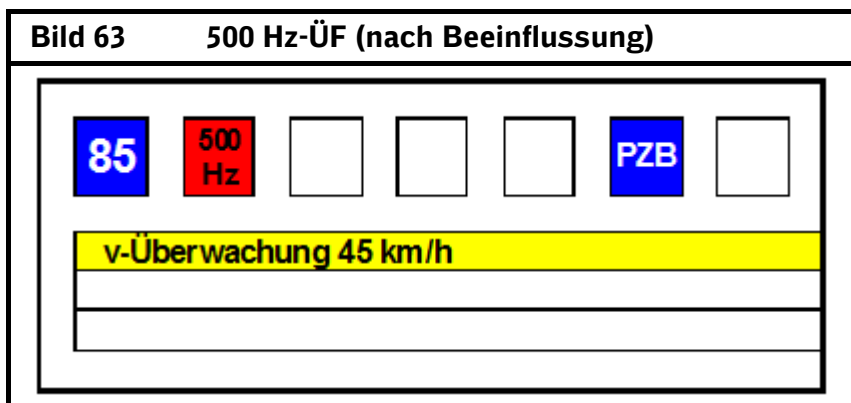 Bild 63 500 Hz-ÜF (nach Beeinflussung)
85 500 Hz PZB
v-Überwachung 45 km/h